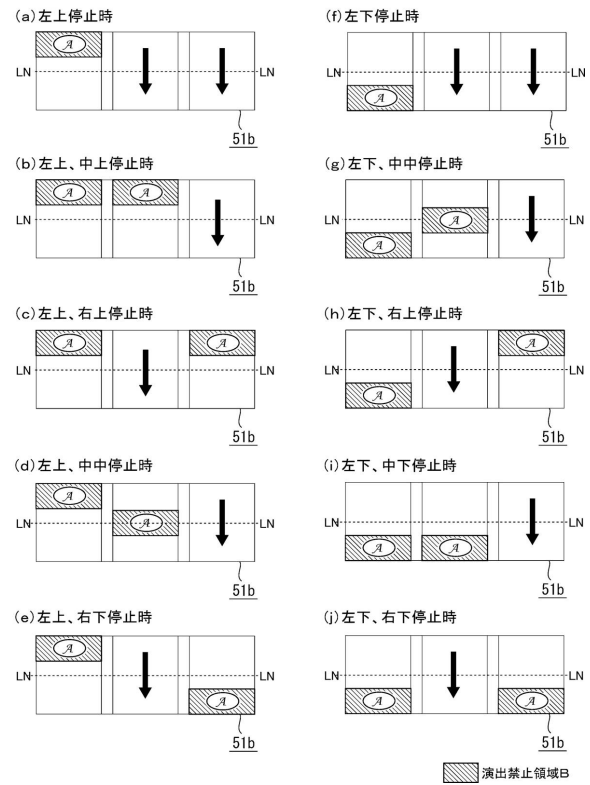 (a)左上停止時
𝒜
LN
LN
51b
(b)左上、中上停止時
𝒜 𝒜
LN
LN
51b
(c)左上、右上停止時
𝒜 𝒜
LN
LN
51b
(d)左上、中中停止時
𝒜
LN
𝒜
LN
51b
(e)左上、右下停止時
𝒜
LN
LN
𝒜
51b
(f)左下停止時
LN
LN
𝒜
51b
(g)左下、中中停止時
LN
𝒜
LN
𝒜
51b
(h)左下、右上停止時
𝒜
LN
LN
𝒜
51b
(i)左下、中下停止時
LN
LN
𝒜 𝒜
51b
(j)左下、右下停止時
LN
LN
𝒜 𝒜
51b
演出禁止領域B